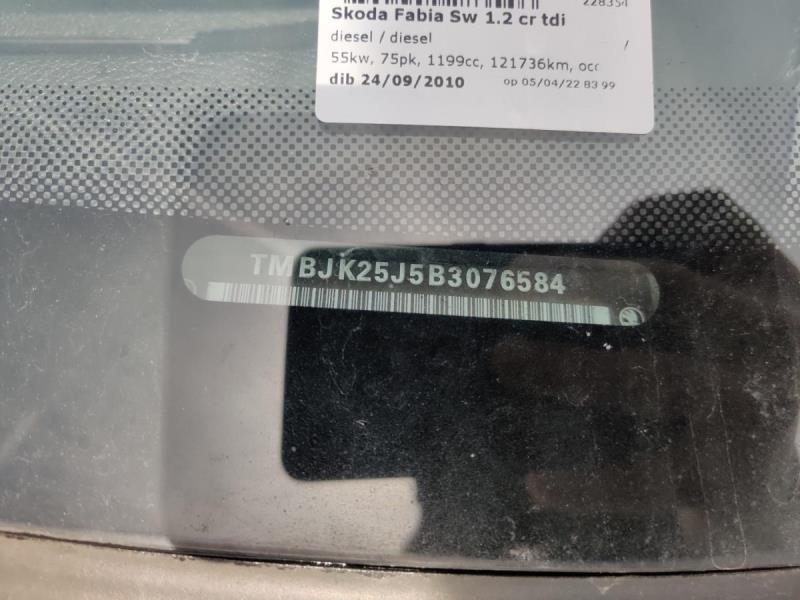 228354
Skoda Fabia Sw 1.2 cr tdi
diesel / diesel /
55kw, 75pk, 1199cc, 121736km, occ
dib 24/09/2010 op 05/04/22 83 99
TMBJK25J5B3076584